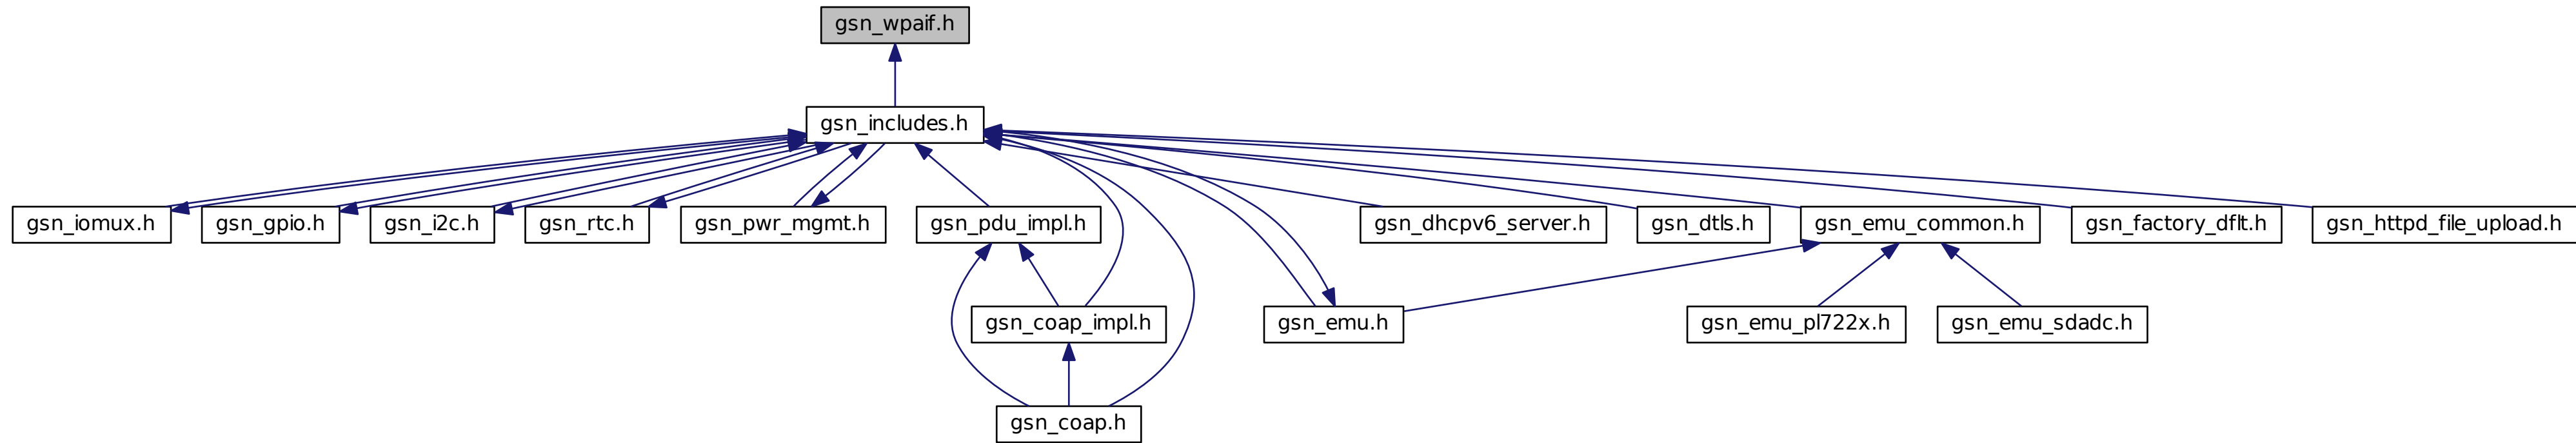 gsn_wpaif.h
gsn_includes.h
gsn_iomux.h
gsn_gpio.h
gsn_i2c.h
gsn_rtc.h
gsn_pwr_mgmt.h
gsn_pdu_impl.h
gsn_dhcpv6_server.h
gsn_dtls.h
gsn_emu_common.h
gsn_factory_dflt.h
gsn_httpd_file_upload.h
gsn_coap_impl.h
gsn_emu.h
gsn_emu_pl722x.h
gsn_emu_sdadc.h
gsn_coap.h